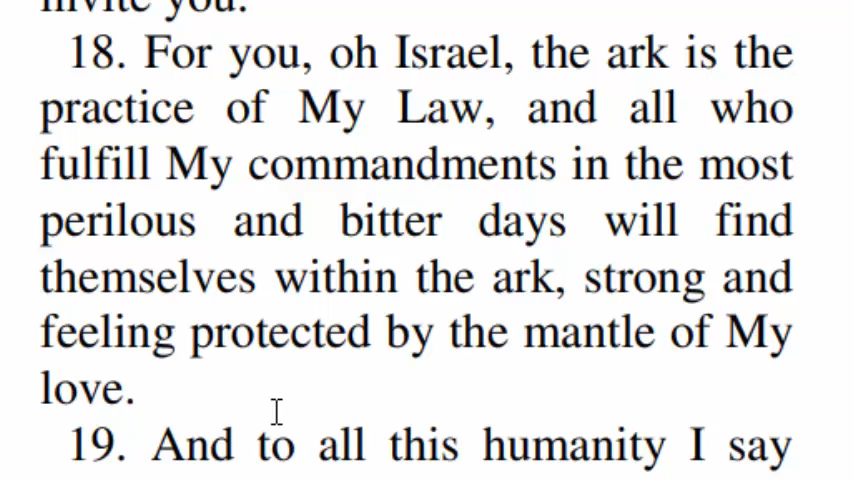 invite you.
18. For you, oh Israel, the ark is the
practice of My Law, and all who
fulfill My commandments in the most
perilous and bitter days will find
themselves within the ark, strong and
feeling protected by the mantle of My
love.
19. And to all this humanity I say